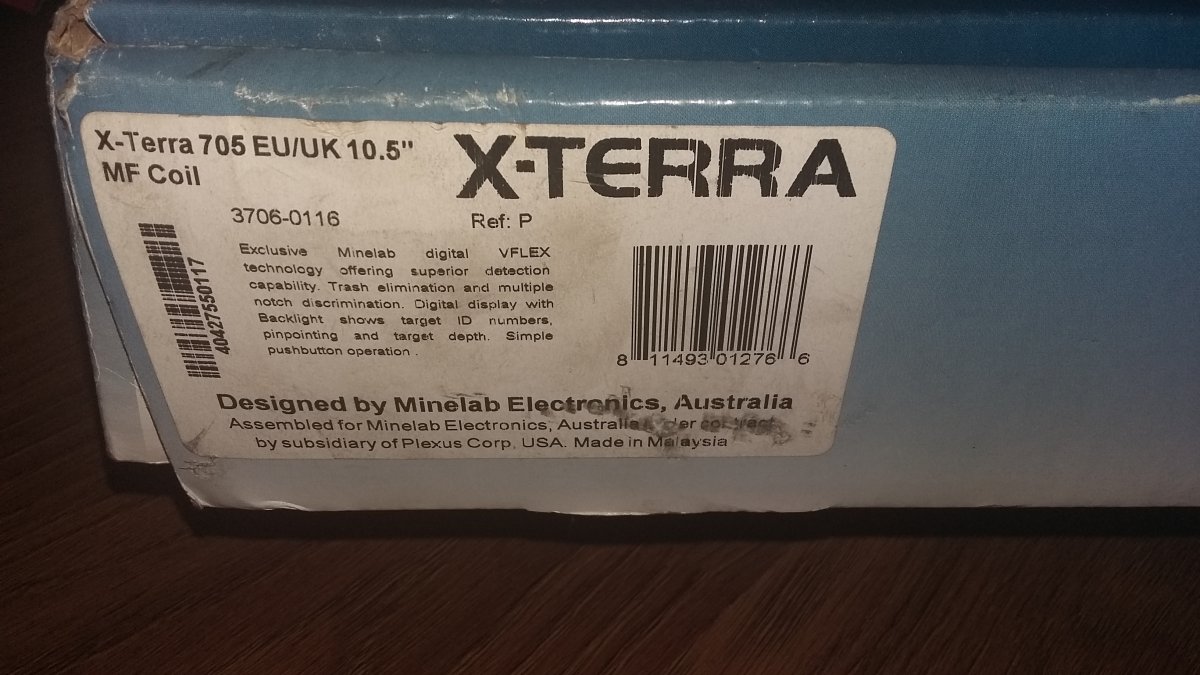 X-Terra 705 EU/UK 10.5"
MF Coil
X-TERRA
3706-0116
Ref: P
Exclusive Minelab digital VFLEX
technology offering superior detection
capability. Trash elimination and multiple
notch discrimination. Digital display with
Backlight shows target ID numbers,
pinpointing and target depth. Simple
pushbutton operation .
40427550117
8 11493 01276 6
Designed by Minelab Electronics, Australia
Assembled for Minelab Electronics, Australia under contract
by subsidiary of Plexus Corp, USA. Made in Malaysia